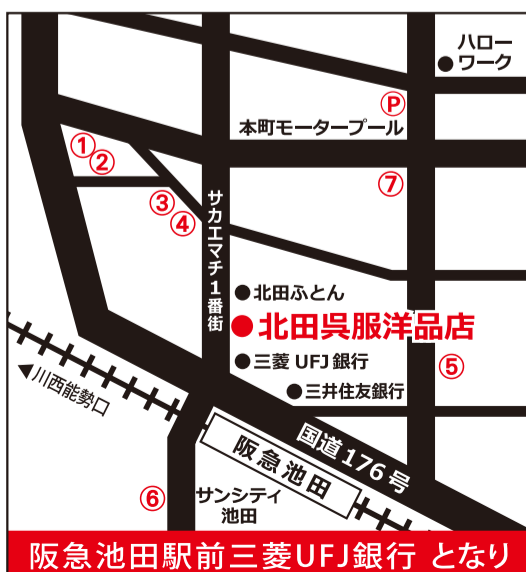 ハロー
ワーク
P
本町モータープール
①
②
⑦
③
④
サカエマチ1番街
北田ふとん
北田呉服洋品店
三菱UFJ銀行
⑤
三井住友銀行
川西能勢口
国道176号
阪急池田
⑥
サンシティ
池田
阪急池田駅前三菱UFJ銀行 となり